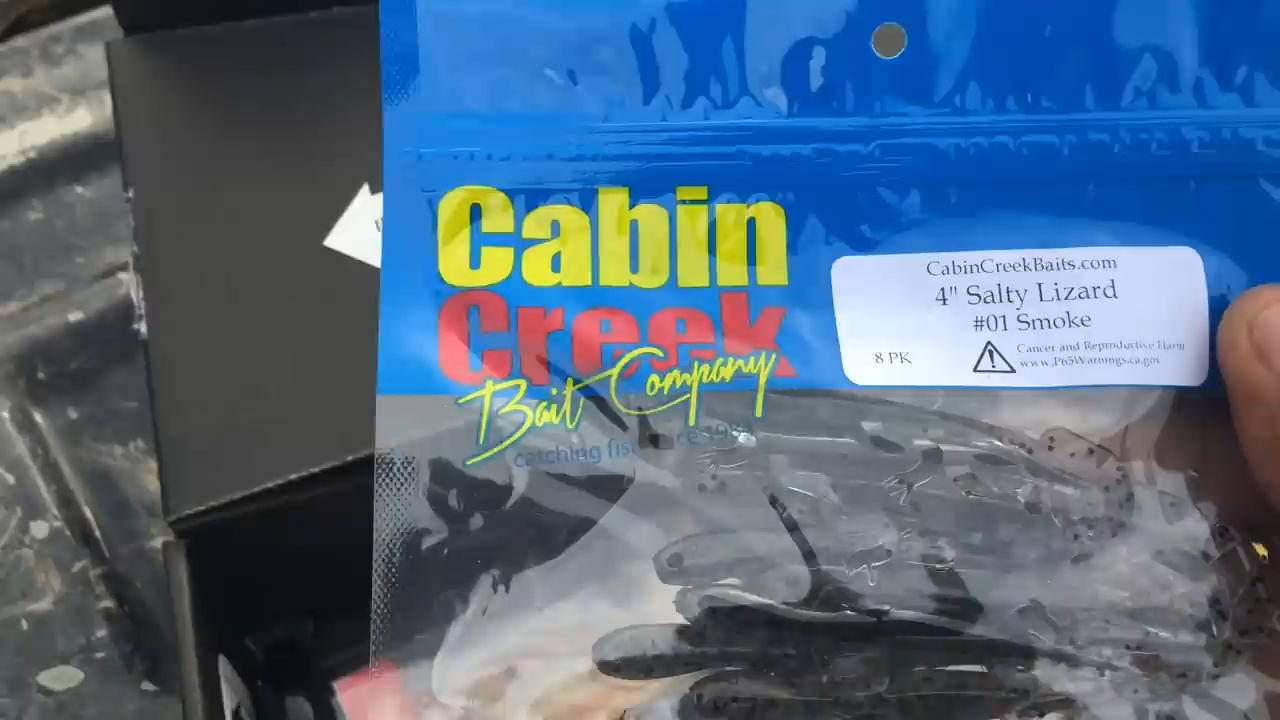 Cabin
Creek
Bait Company
catching fis
CabinCreekBaits.com
4" Salty Lizard
#01 Smoke
8 PK
Cancer and Reproductive Harm
www.P65Warnings.ca.gov